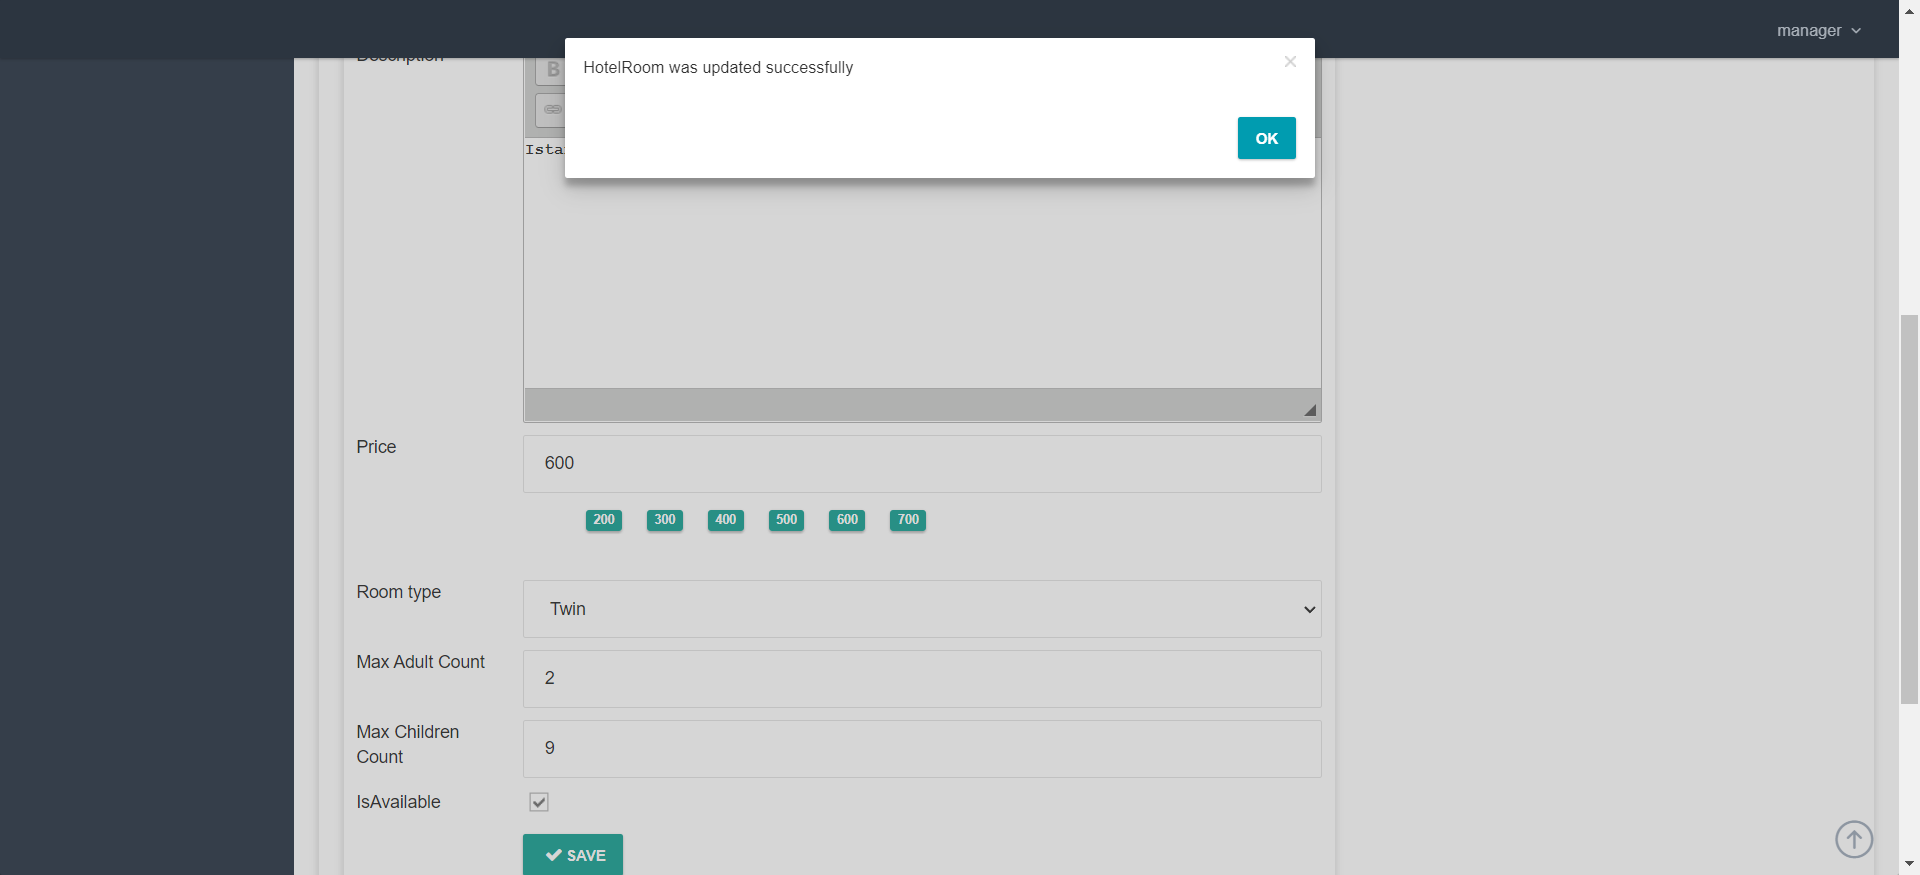 manager
Description
HotelRoom was updated successfully
×
OK
B
Price
600
200 300 400 500 600 700
Room type
Twin
Max Adult Count
2
Max Children
Count
9
IsAvailable
SAVE